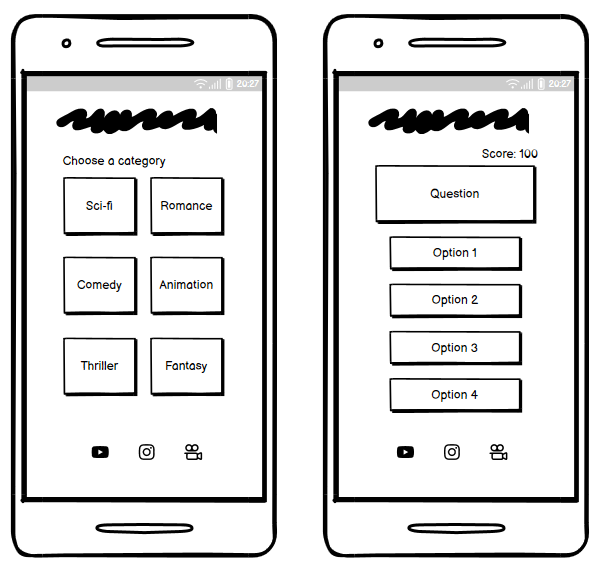 20:27
Choose a category
Sci-fi
Romance
Comedy
Animation
Thriller
Fantasy
20:27
Score: 100
Question
Option 1
Option 2
Option 3
Option 4